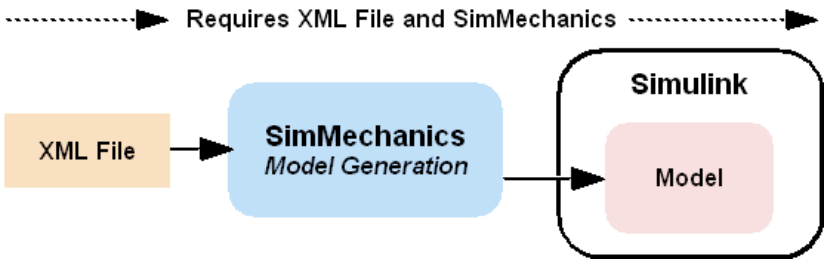 Requires XML File and SimMechanics
Simulink
SimMechanics
Model Generation
XML File
Model